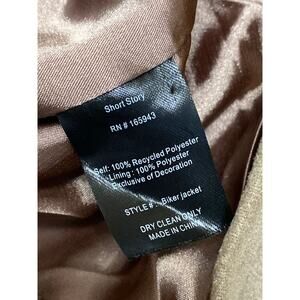 Short Story
RN # 165943
Self: 100% Recycled Polyester
Lining : 100% Polyester
Exclusive of Decoration
STYLE # : Biker jacket
DRY CLEAN ONLY
MADE IN CHINA